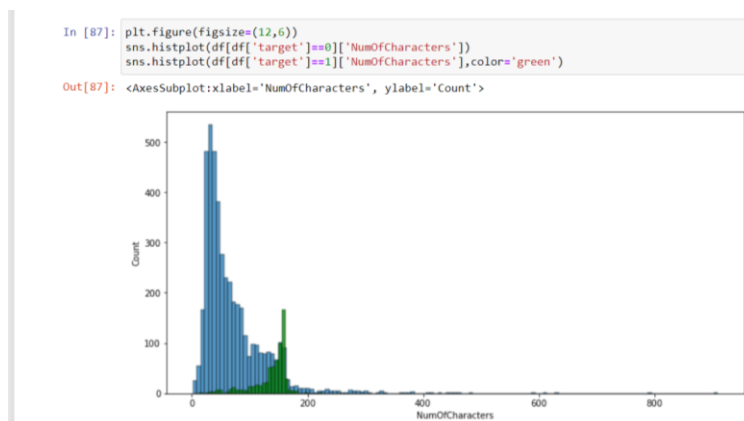 In [87]: plt.figure(figsize=(12,6))
sns.histplot(df[df['target']==0]['NumOfCharacters'])
sns.histplot(df[df['target']==1]['NumOfCharacters'],color='green')
Out[87]: <AxesSubplot:xlabel='NumOfCharacters', ylabel='Count'>
500
400
300
200
100
0
Count
0 200 400 600 800
NumOfCharacters